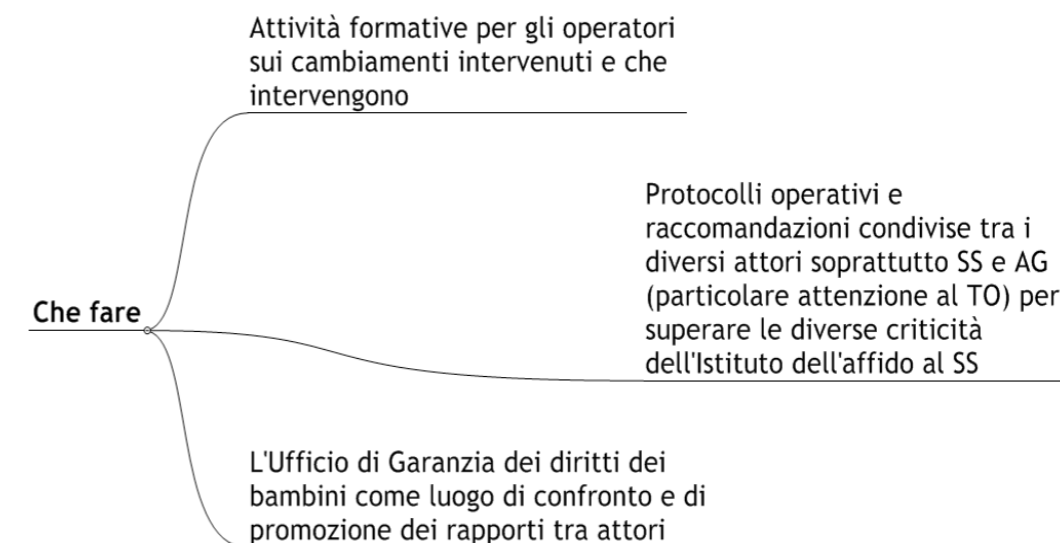 Attività formative per gli operatori
sui cambiamenti intervenuti e che
intervengono
Protocolli operativi e
raccomandazioni condivise tra i
diversi attori soprattutto SS e AG
(particolare attenzione al TO) per
superare le diverse criticità
dell'Istituto dell'affido al SS
Che fare
L'Ufficio di Garanzia dei diritti dei
bambini come luogo di confronto e di
promozione dei rapporti tra attori